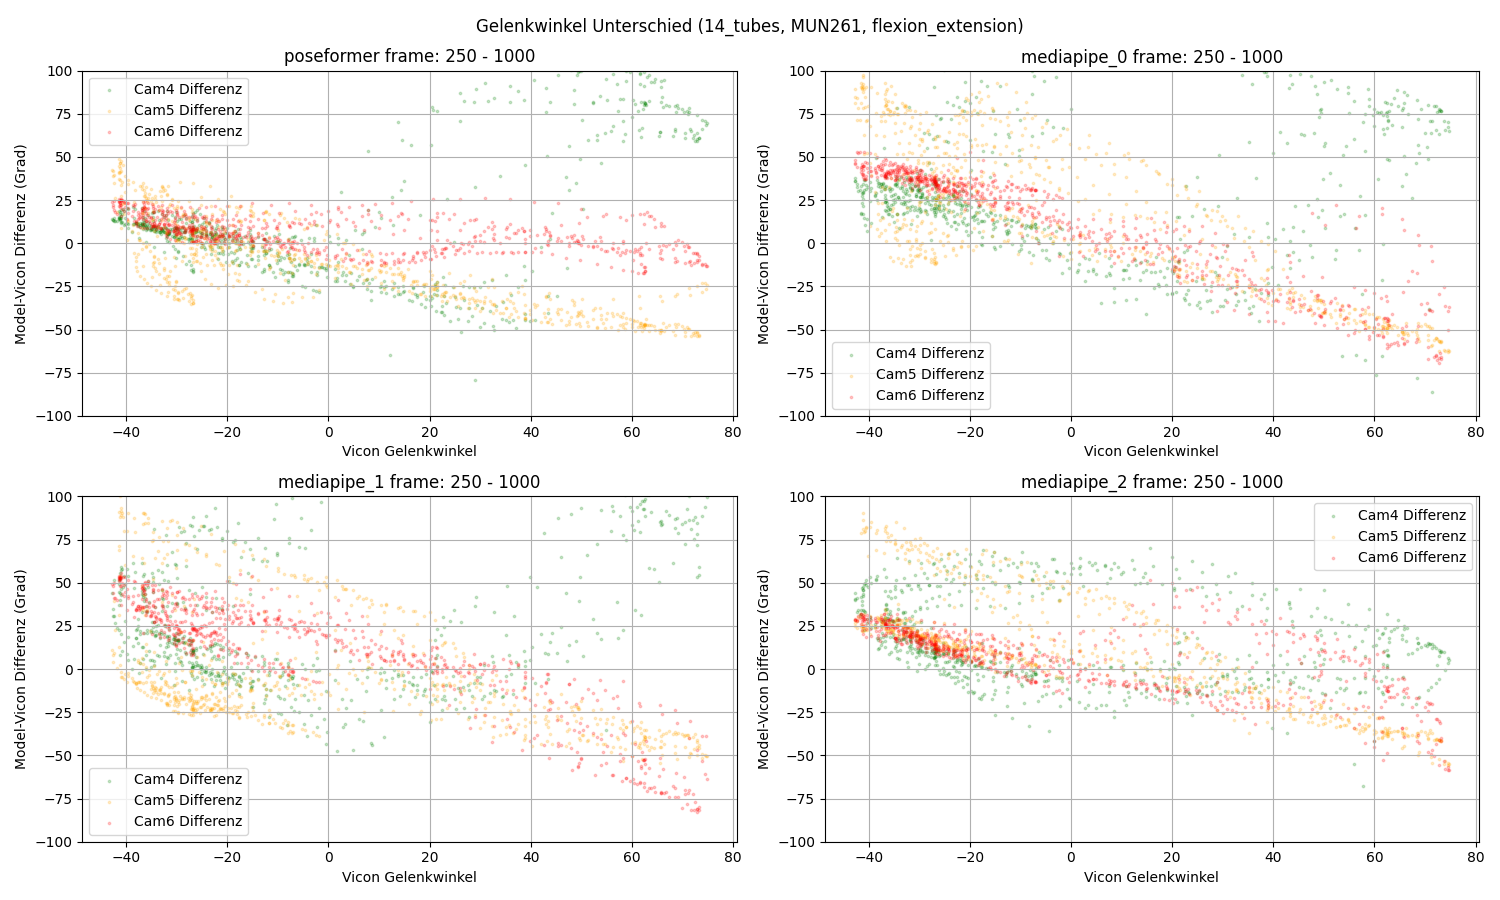 Gelenkwinkel Unterschied (14_tubes, MUN261, flexion_extension)
poseformer frame: 250 - 1000
100
75
50
25
0
−25
−50
−75
−100
Model-Vicon Differenz (Grad)
Cam4 Differenz
Cam5 Differenz
Cam6 Differenz
−40 −20 0 20 40 60 80
Vicon Gelenkwinkel
mediapipe_0 frame: 250 - 1000
100
75
50
25
0
−25
−50
−75
−100
Model-Vicon Differenz (Grad)
Cam4 Differenz
Cam5 Differenz
Cam6 Differenz
−40 −20 0 20 40 60 80
Vicon Gelenkwinkel
mediapipe_1 frame: 250 - 1000
100
75
50
25
0
−25
−50
−75
−100
Model-Vicon Differenz (Grad)
Cam4 Differenz
Cam5 Differenz
Cam6 Differenz
−40 −20 0 20 40 60 80
Vicon Gelenkwinkel
mediapipe_2 frame: 250 - 1000
100
75
50
25
0
−25
−50
−75
−100
Model-Vicon Differenz (Grad)
Cam4 Differenz
Cam5 Differenz
Cam6 Differenz
−40 −20 0 20 40 60 80
Vicon Gelenkwinkel